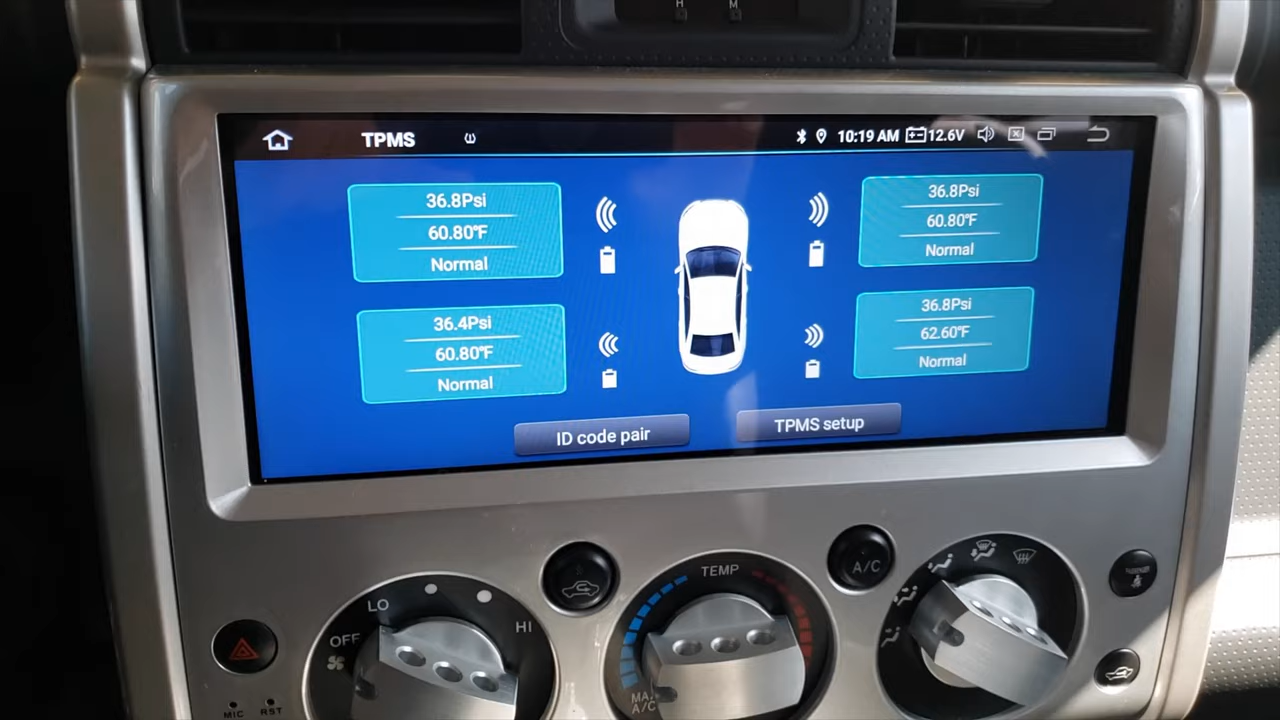 H M
TPMS
10:19 AM 12.6V
36.8Psi
60.80℉
Normal
36.8Psi
60.80℉
Normal
36.4Psi
60.80℉
Normal
36.8Psi
62.60℉
Normal
ID code pair
TPMS setup
LO
HI
OFF
TEMP
MAX
A/C
A/C
MIC RST